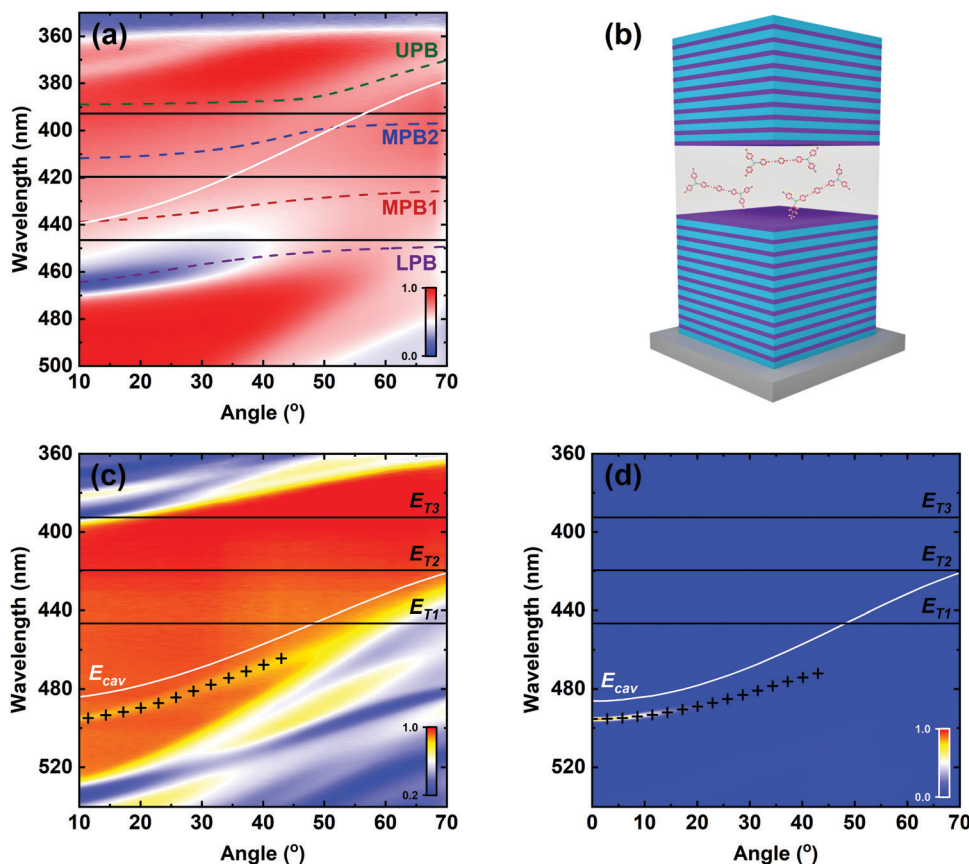 (a)
UPB
MPB2
MPB1
LPB
1.0
0.0
360
380
400
420
440
460
480
500
Wavelength (nm)
10 20 30 40 50 60 70
Angle (°)
(b)
(c)
E_T3
E_T2
E_T1
E_cav
1.0
0.2
360
400
440
480
520
Wavelength (nm)
10 20 30 40 50 60 70
Angle (°)
(d)
E_T3
E_T2
E_T1
E_cav
1.0
0.0
360
400
440
480
520
Wavelength (nm)
0 10 20 30 40 50 60 70
Angle (°)